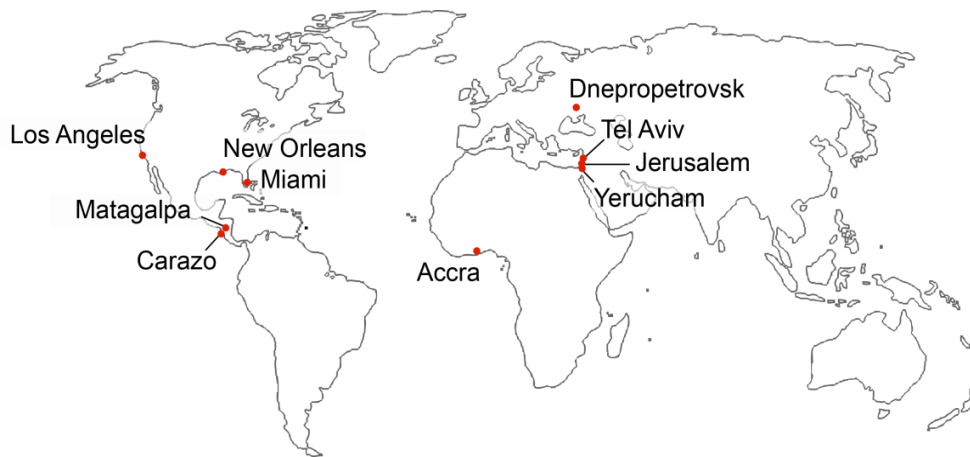 Dnepropetrovsk
Tel Aviv
Los Angeles
New Orleans
Jerusalem
Miami
Yerucham
Matagalpa
Carazo
Accra